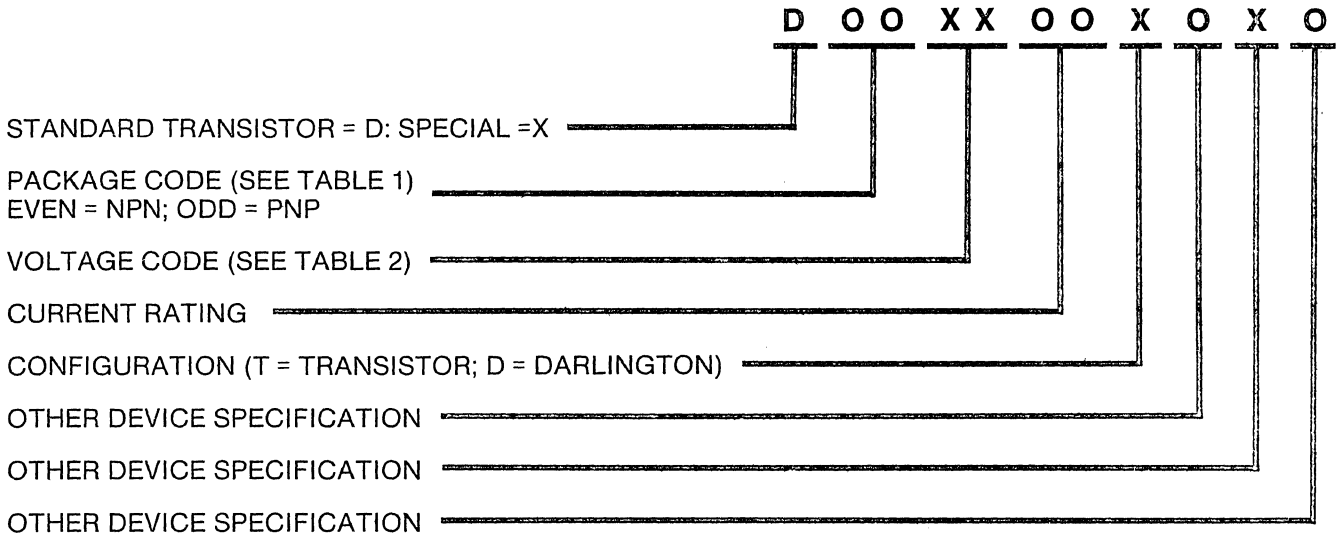 D OO XX OO X O X O
STANDARD TRANSISTOR = D: SPECIAL =X
PACKAGE CODE (SEE TABLE 1)
EVEN = NPN; ODD = PNP
VOLTAGE CODE (SEE TABLE 2)
CURRENT RATING
CONFIGURATION (T = TRANSISTOR; D = DARLINGTON)
OTHER DEVICE SPECIFICATION
OTHER DEVICE SPECIFICATION
OTHER DEVICE SPECIFICATION